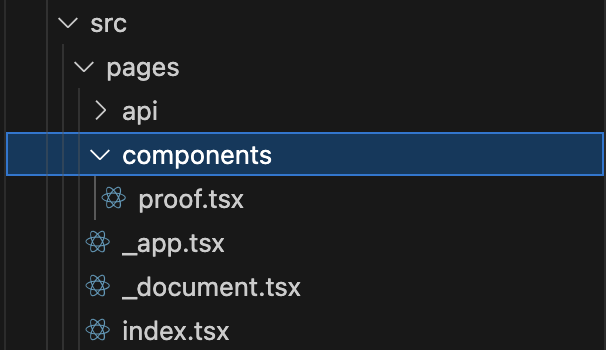 src
pages
api
components
proof.tsx
_app.tsx
_document.tsx
index.tsx